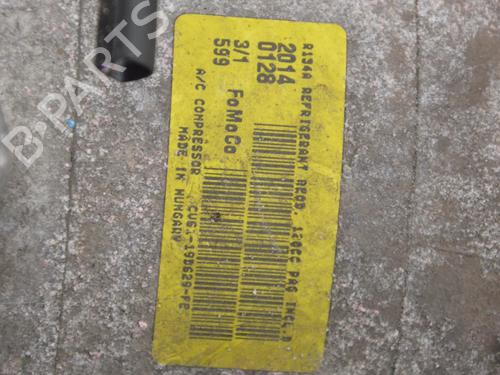 R134A REFRIGERANT REQD. 120CC PAG INCL.D
2014
0128
3/1
599
FoMoCo
A/C COMPRESSOR
MADE IN HUNGARY
B-PARTS